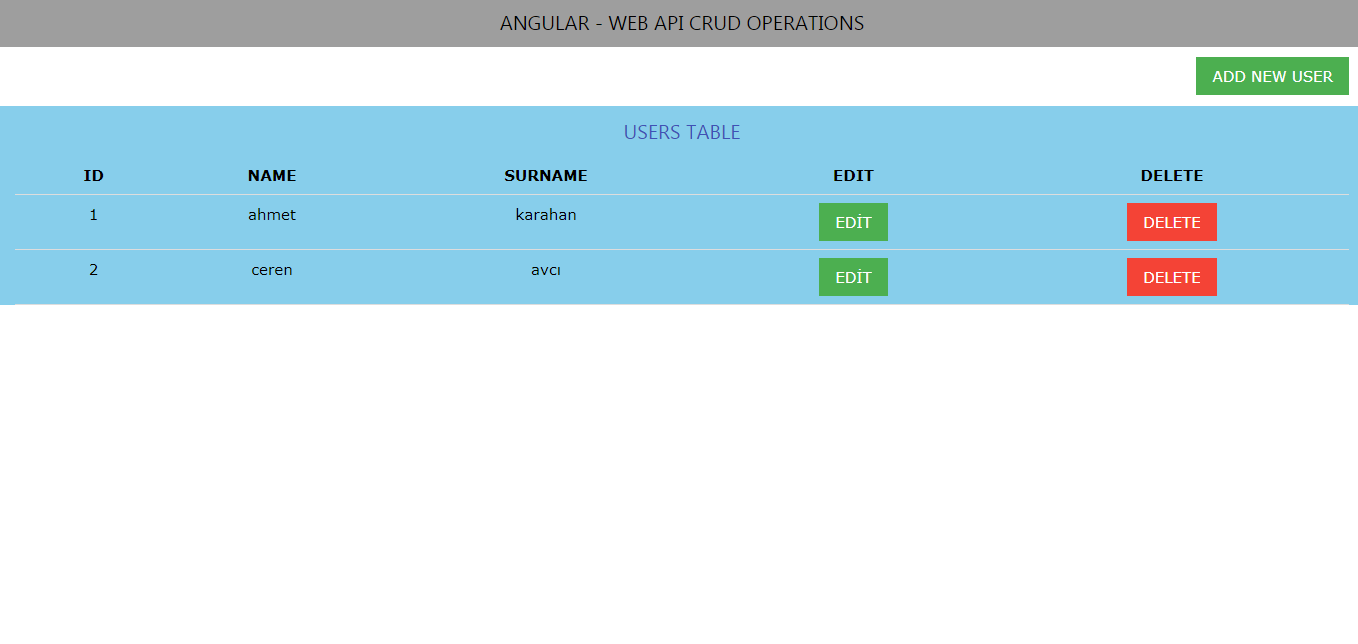 ANGULAR - WEB API CRUD OPERATIONS
ADD NEW USER
USERS TABLE
ID NAME SURNAME EDIT DELETE
1 ahmet karahan EDİT DELETE
2 ceren avcı EDİT DELETE